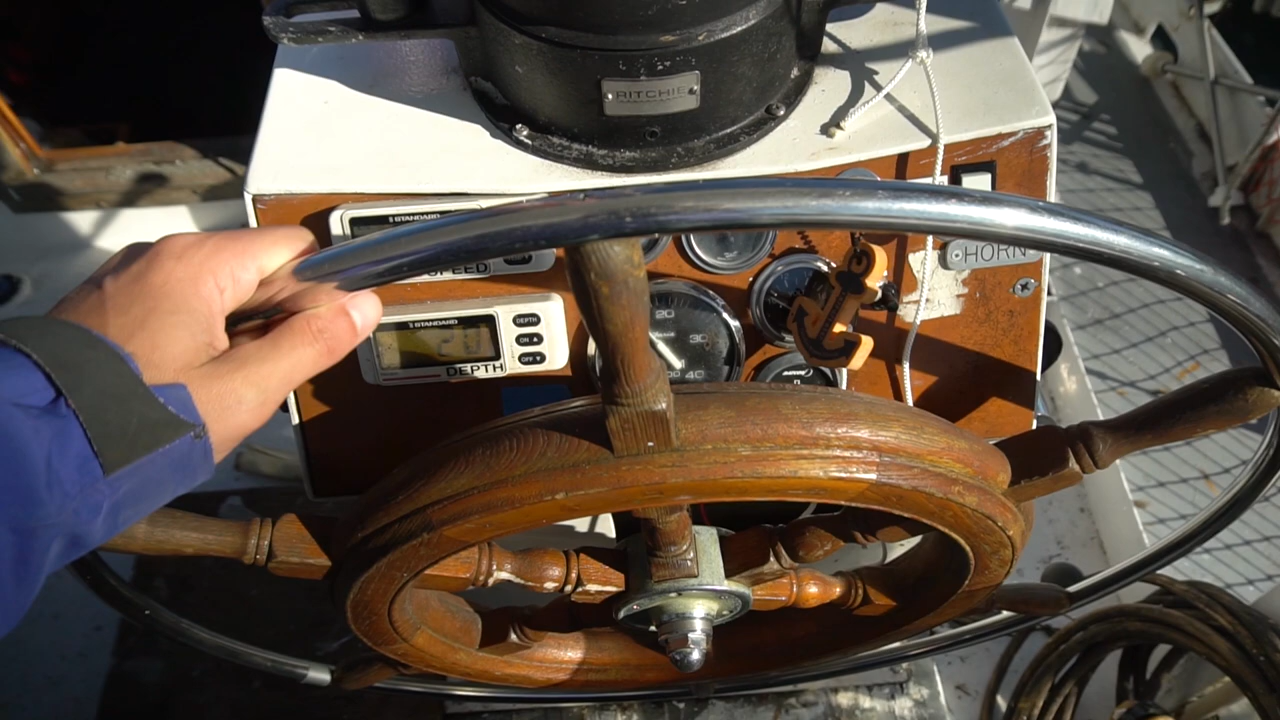 RITCHIE
STANDARD
SPEED
HORN
STANDARD
DEPTH
ON ▲
OFF ▼
DEPTH
20
30
40